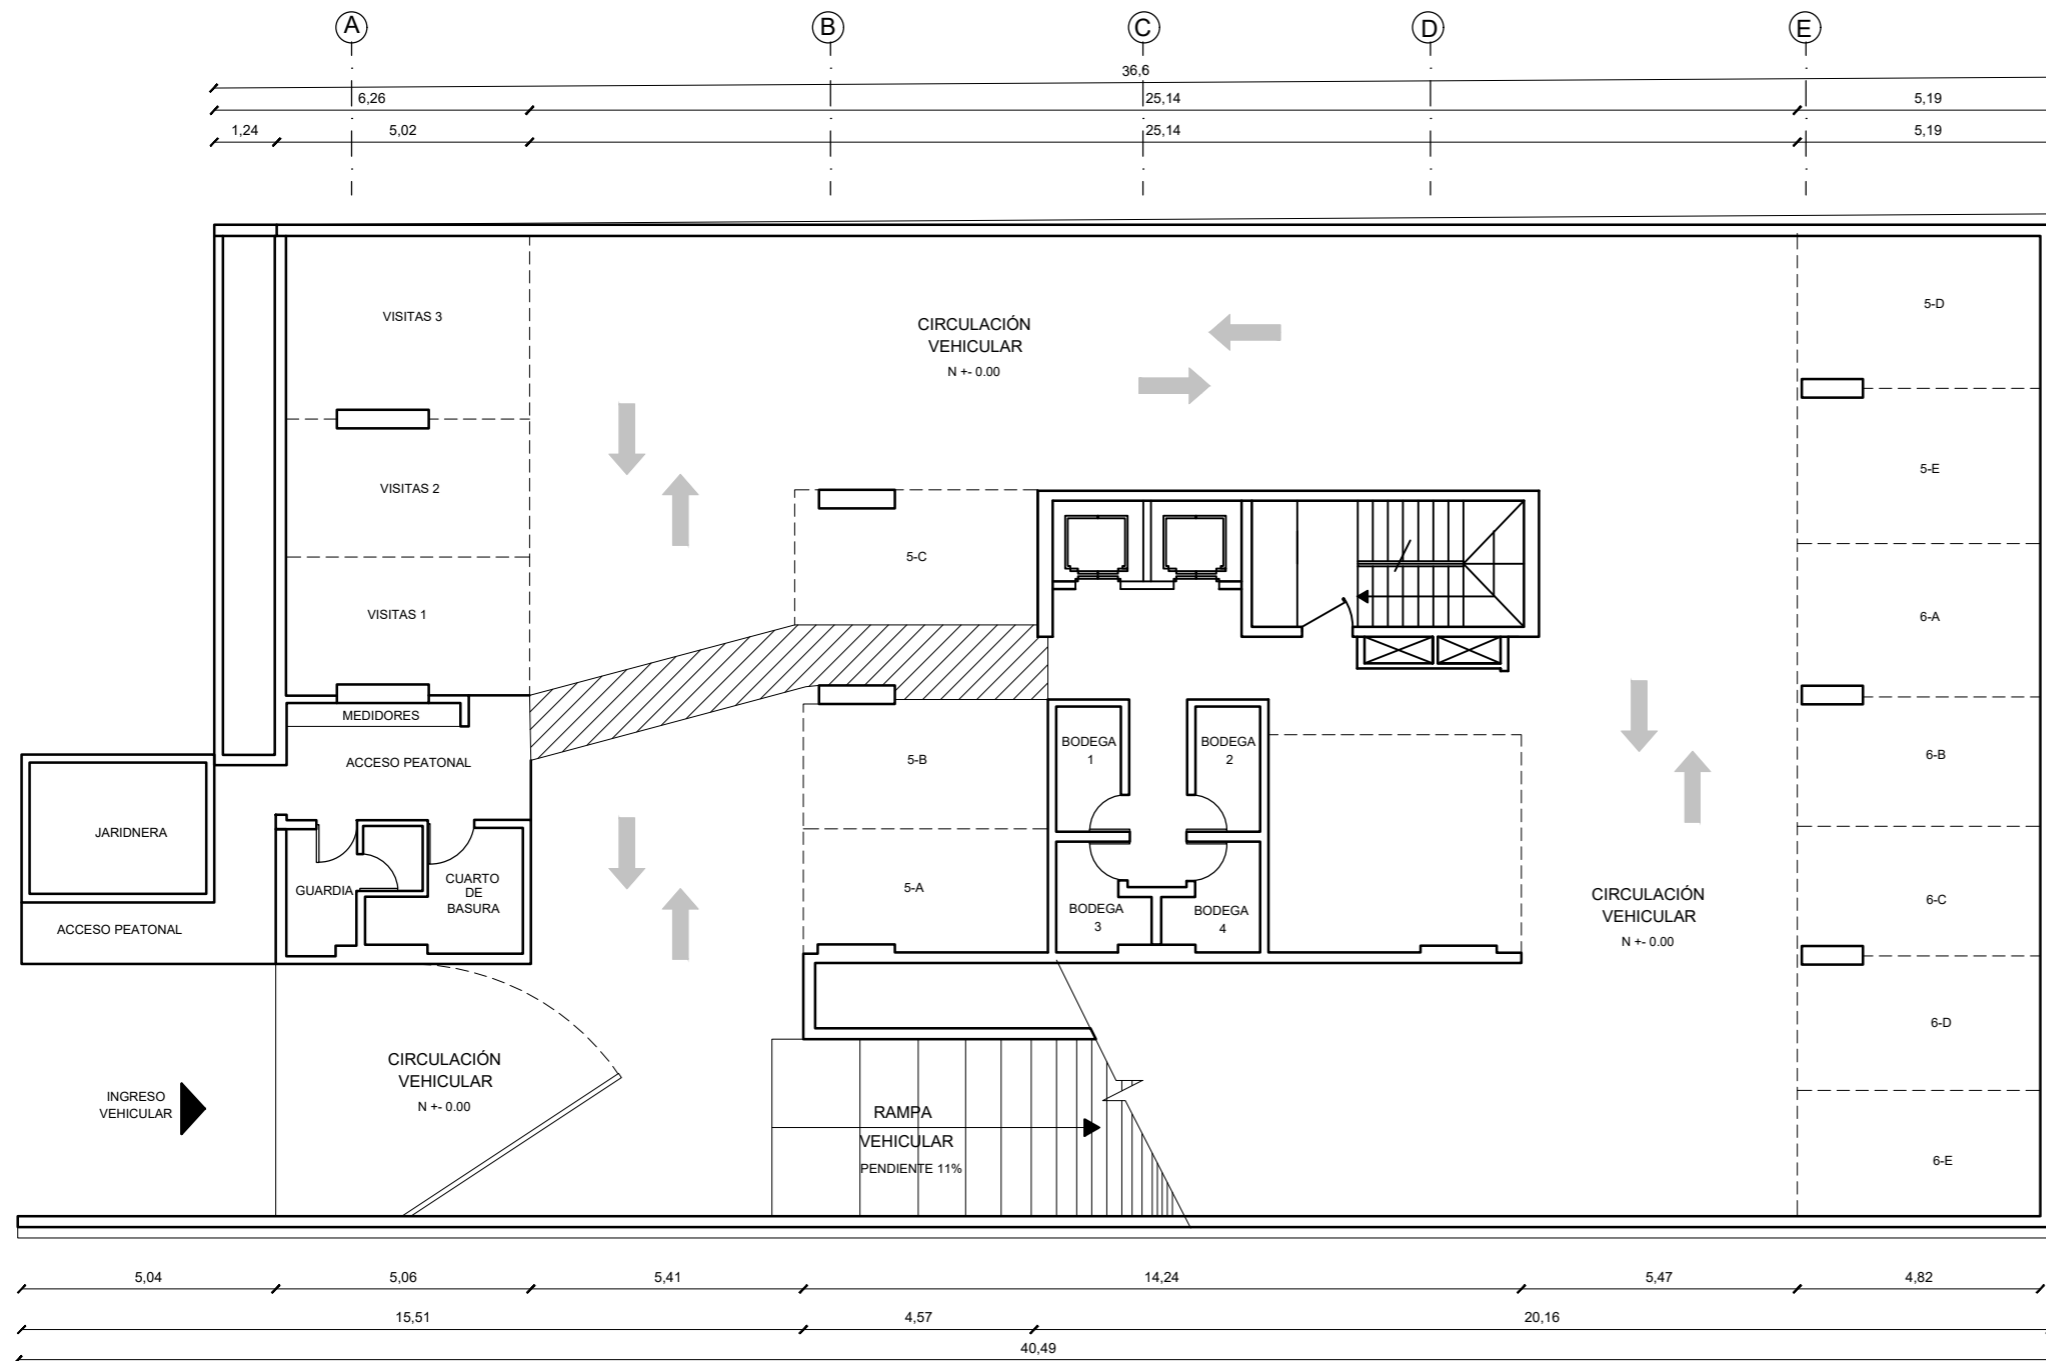 A
B
C
D
E
36,6
6,26
25,14
5,19
1,24
5,02
25,14
5,19
VISITAS 3
CIRCULACIÓN
VEHICULAR
N +- 0.00
5-D
VISITAS 2
5-E
5-C
VISITAS 1
6-A
MEDIDORES
ACCESO PEATONAL
BODEGA
1
BODEGA
2
5-B
6-B
JARIDNERA
GUARDIA
CUARTO
DE
BASURA
5-A
BODEGA
3
BODEGA
4
CIRCULACIÓN
VEHICULAR
N +- 0.00
6-C
ACCESO PEATONAL
6-D
CIRCULACIÓN
VEHICULAR
N +- 0.00
INGRESO
VEHICULAR
RAMPA
VEHICULAR
PENDIENTE 11%
6-E
5,04
5,06
5,41
14,24
5,47
4,82
15,51
4,57
20,16
40,49